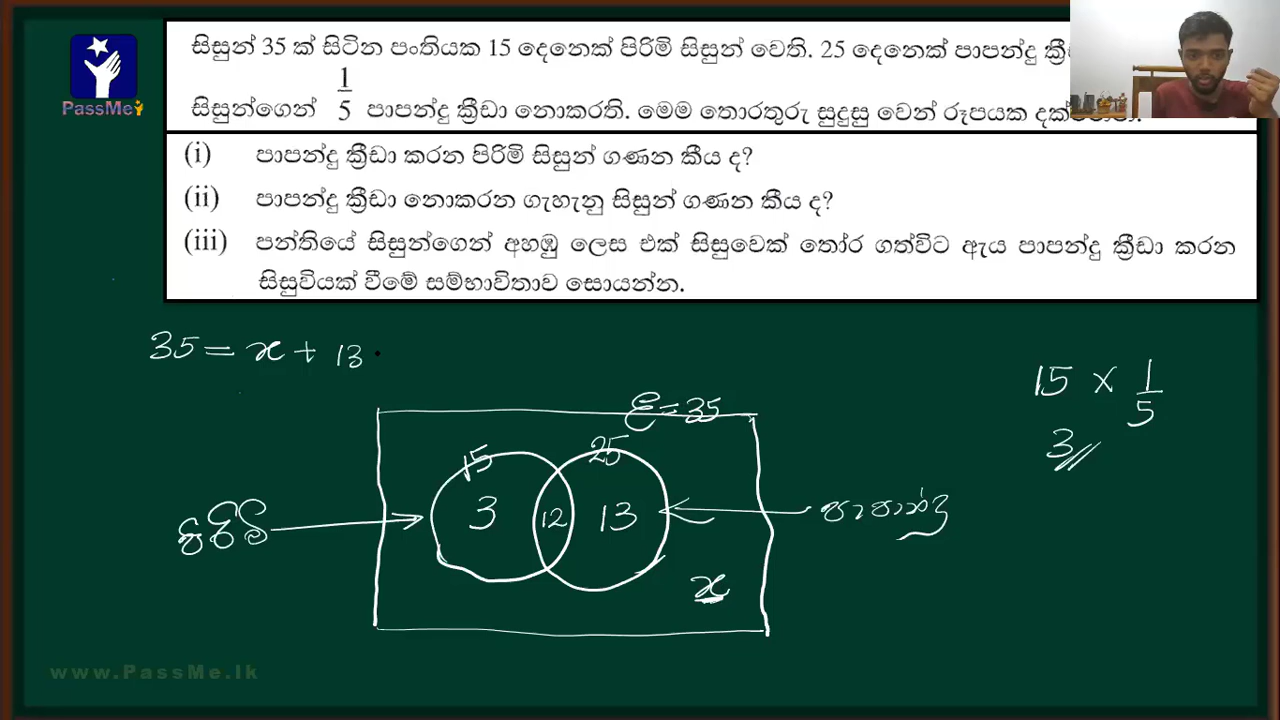 සිසුන් 35 ක් සිටින පංතියක 15 දෙනෙක් පිරිමි සිසුන් වෙති. 25 දෙනෙක් පාපන්දු
සිසුන්ගෙන් 1/5 පාපන්දු ක්‍රීඩා නොකරති. මෙම තොරතුරු සුදුසු වෙන් රූපයක
(i) පාපන්දු ක්‍රීඩා කරන පිරිමි සිසුන් ගණන කීය ද?
(ii) පාපන්දු ක්‍රීඩා නොකරන ගැහැනු සිසුන් ගණන කීය ද?
(iii) පන්තියේ සිසුන්ගෙන් අහඹු ලෙස එක් සිසුවෙක් තෝර ගත්විට ඇය පාපන්දු ක්‍රීඩා කරන
සිසුවියක් වීමේ සම්භාවිතාව සොයන්න.
PassMe
35 = x + 13
15 × 1/5
3
ℰ = 35
15 25
පිරිමි 3 12 13 පාපාන්දු
x
www.PassMe.lk